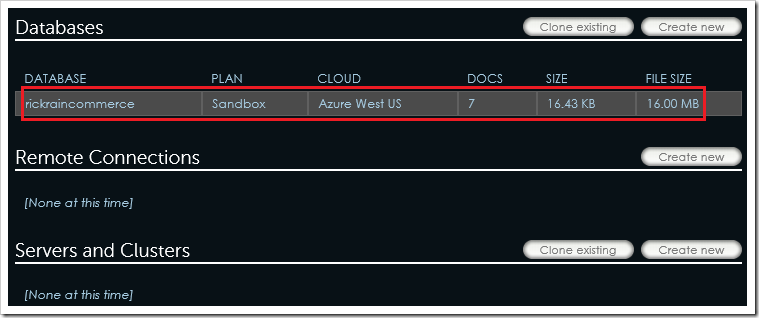 Databases Clone existing Create new
DATABASE PLAN CLOUD DOCS SIZE FILE SIZE
rickraincommerce Sandbox Azure West US 7 16.43 KB 16.00 MB
Remote Connections Create new
[None at this time]
Servers and Clusters Clone existing Create new
[None at this time]